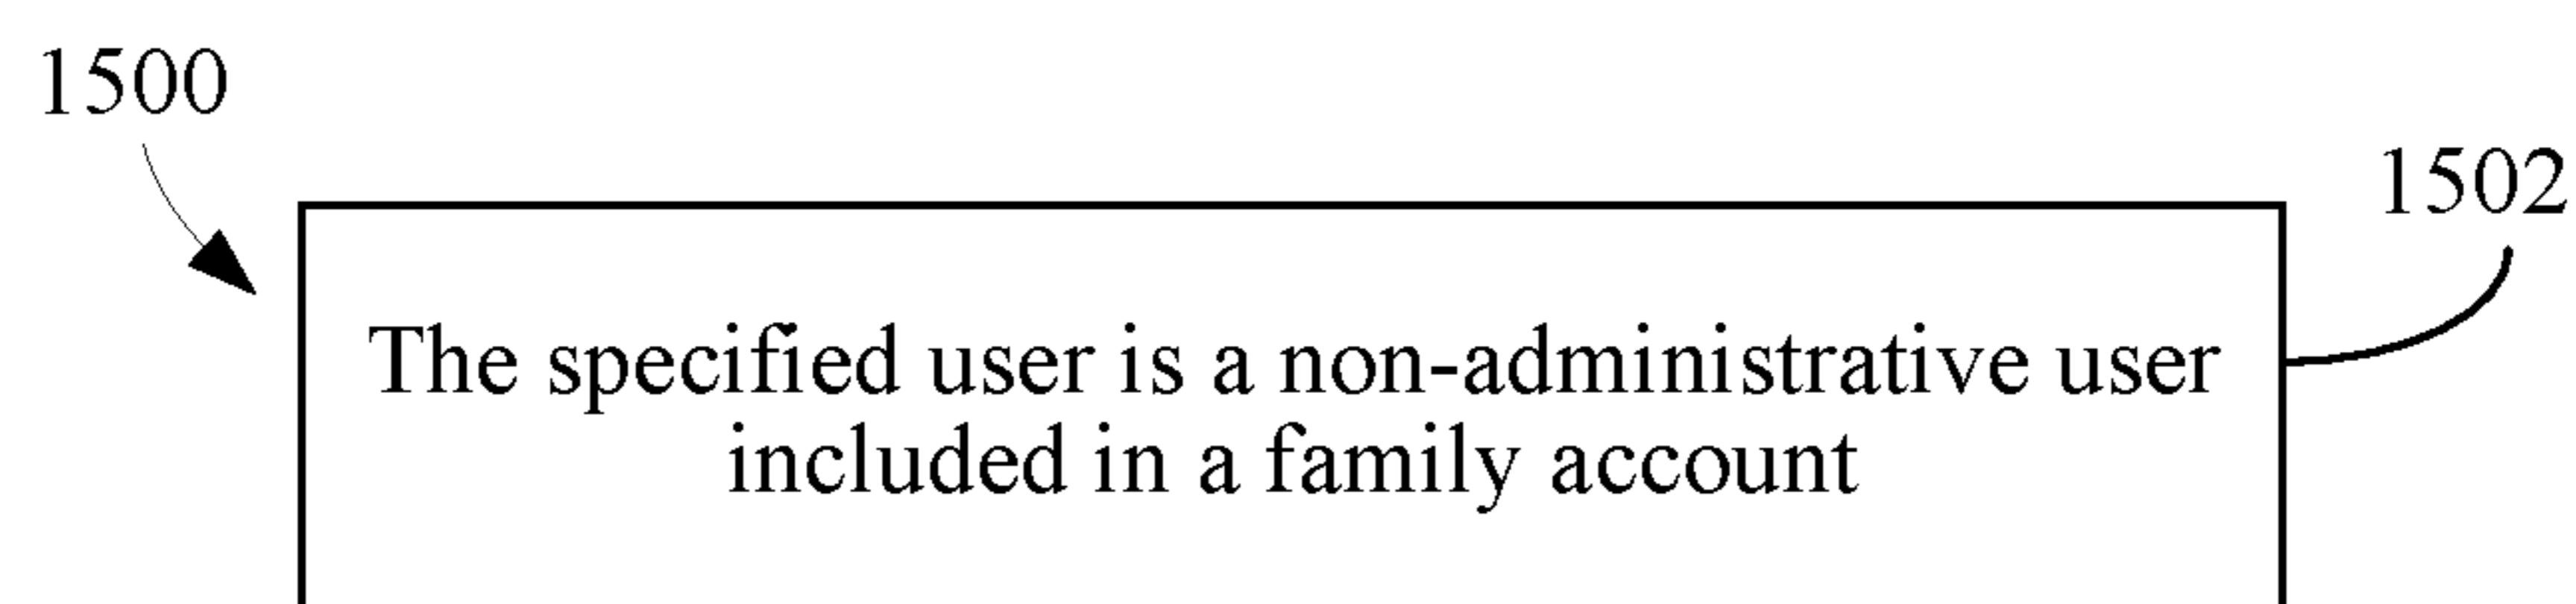 1500
1502
The specified user is a non-administrative user
included in a family account